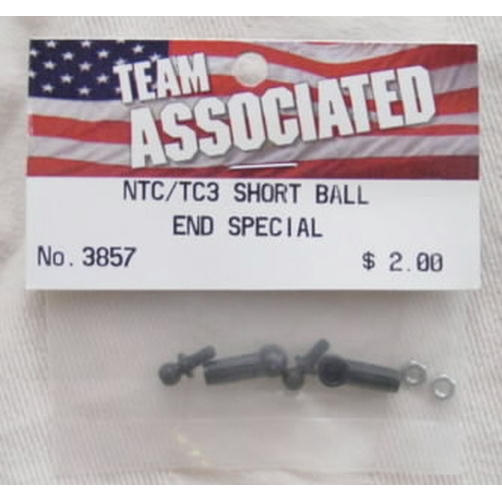 TEAM
ASSOCIATED
NTC/TC3 SHORT BALL
END SPECIAL
No. 3857 $ 2.00